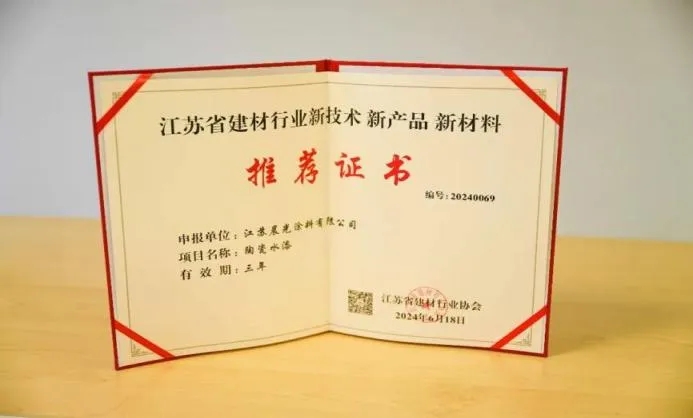 江苏省建材行业新技术 新产品 新材料
推荐证书
编号:20240069
申报单位:江苏晨光涂料有限公司
项目名称:陶瓷水漆
有效期:三年
江苏省建材行业协会
2024年6月18日